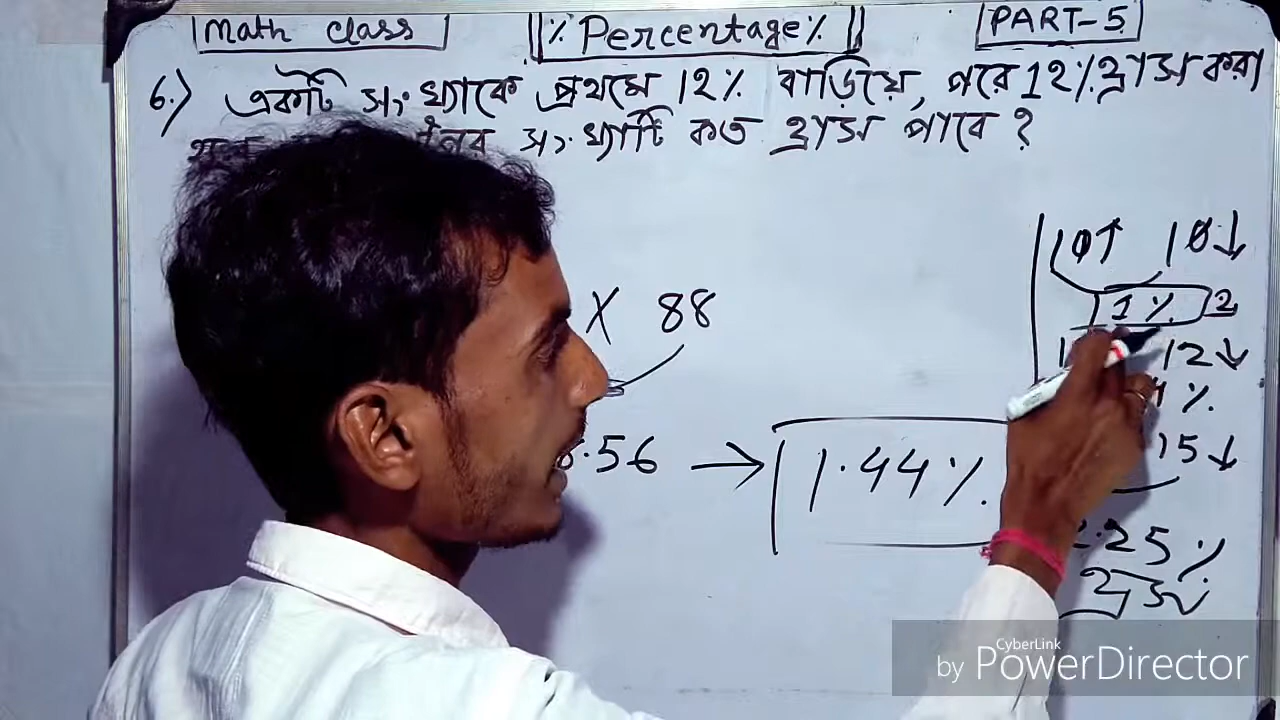 Math class
% Percentage %
PART-5
6.) একটি সংখ্যাকে প্রথমে 12% বাড়িয়ে, পরে 12% হ্রাস করা
সংখ্যাটি কত হ্রাস পাবে ?
10↑ 10↓
1%
X 88
12↓
%.
.56 → 1.44%
15↓
2.25%
হ্রাস
CyberLink
by PowerDirector